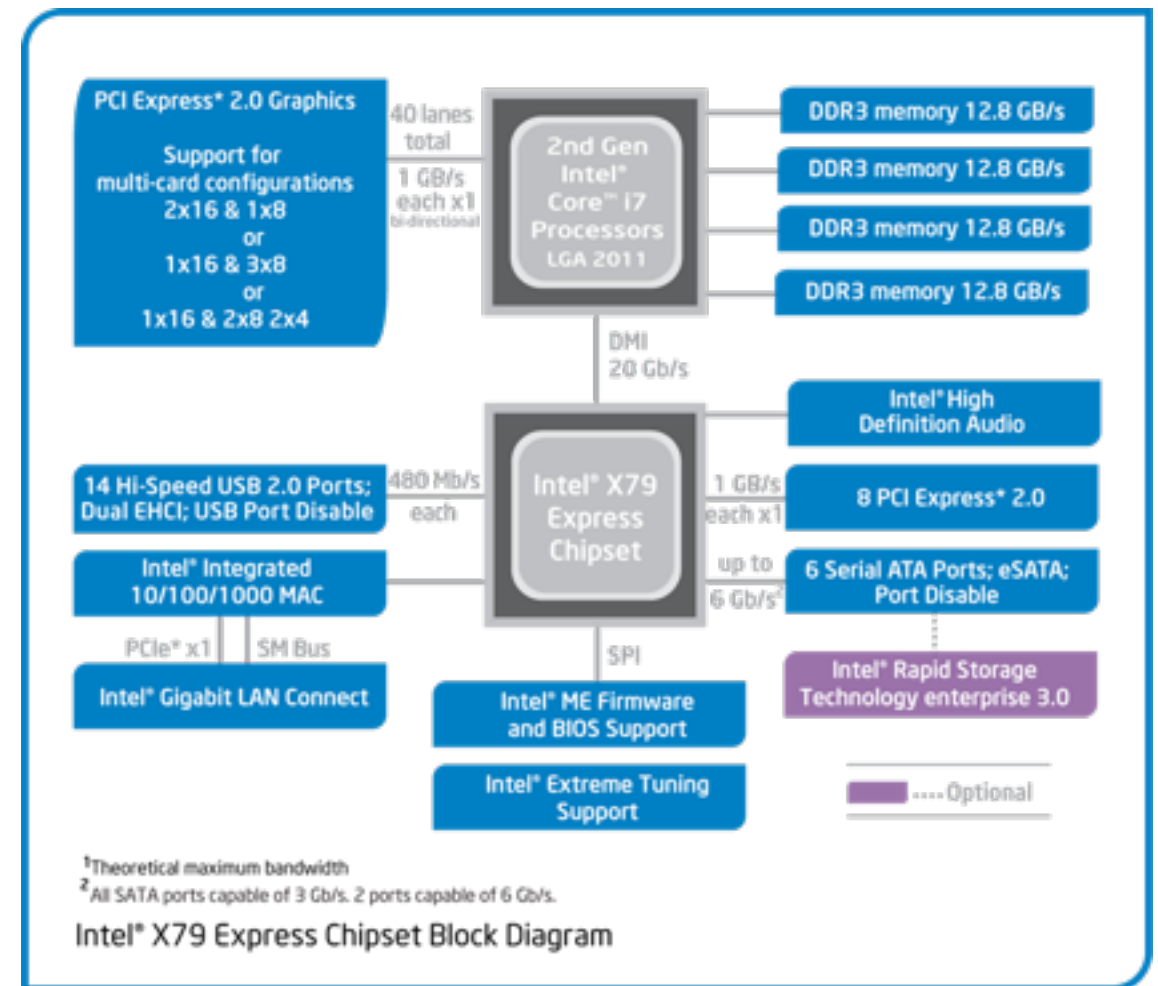 PCI Express* 2.0 Graphics
Support for
multi-card configurations
2x16 & 1x8
or
1x16 & 3x8
or
1x16 & 2x8 2x4
40 lanes
total
1 GB/s
each x1
bi-directional
2nd Gen
Intel®
Core™ i7
Processors
LGA 2011
DDR3 memory 12.8 GB/s
DDR3 memory 12.8 GB/s
DDR3 memory 12.8 GB/s
DDR3 memory 12.8 GB/s
DMI
20 Gb/s
Intel® High
Definition Audio
14 Hi-Speed USB 2.0 Ports;
Dual EHCI; USB Port Disable
480 Mb/s
each
Intel® X79
Express
Chipset
1 GB/s
each x1
8 PCI Express* 2.0
Intel® Integrated
10/100/1000 MAC
up to
6 Gb/s²
6 Serial ATA Ports; eSATA;
Port Disable
PCIe* x1
SM Bus
Intel® Gigabit LAN Connect
SPI
Intel® ME Firmware
and BIOS Support
Intel® Rapid Storage
Technology enterprise 3.0
Intel® Extreme Tuning
Support
Optional
¹Theoretical maximum bandwidth
²All SATA ports capable of 3 Gb/s. 2 ports capable of 6 Gb/s.
Intel® X79 Express Chipset Block Diagram